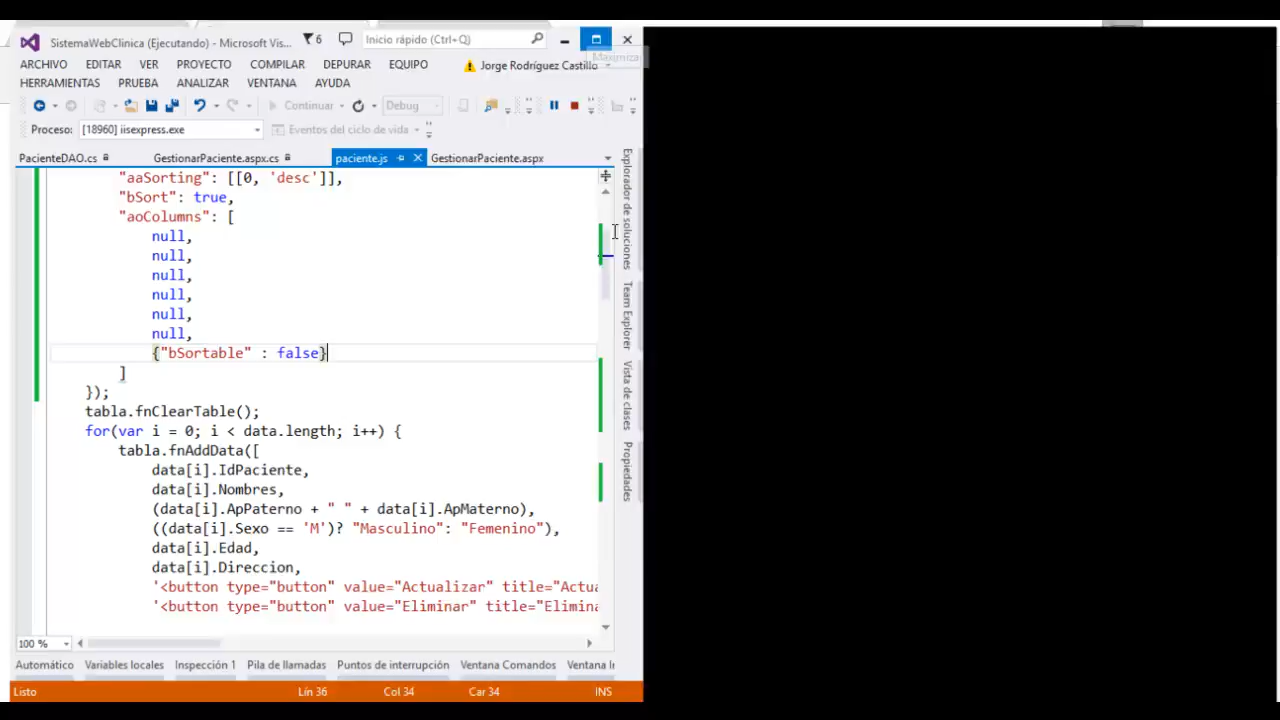 SistemaWebClinica (Ejecutando) - Microsoft Vis...
6
Inicio rápido (Ctrl+Q)
Maximiza
ARCHIVO EDITAR VER PROYECTO COMPILAR DEPURAR EQUIPO
Jorge Rodríguez Castillo
HERRAMIENTAS PRUEBA ANALIZAR VENTANA AYUDA
Continuar Debug
Proceso: [18960] iisexpress.exe Eventos del ciclo de vida
PacienteDAO.cs GestionarPaciente.aspx.cs paciente.js GestionarPaciente.aspx
"aaSorting": [[0, 'desc']],
"bSort": true,
"aoColumns": [
null,
null,
null,
null,
null,
null,
{"bSortable" : false}
]
});
tabla.fnClearTable();
for(var i = 0; i < data.length; i++) {
tabla.fnAddData([
data[i].IdPaciente,
data[i].Nombres,
(data[i].ApPaterno + " " + data[i].ApMaterno),
((data[i].Sexo == 'M')? "Masculino": "Femenino"),
data[i].Edad,
data[i].Direccion,
'<button type="button" value="Actualizar" title="Actua
'<button type="button" value="Eliminar" title="Elimina
Explorador de soluciones
Team Explorer
Vista de clases
Propiedades
100 %
Automático Variables locales Inspección 1 Pila de llamadas Puntos de interrupción Ventana Comandos Ventana In
Listo Lín 36 Col 34 Car 34 INS